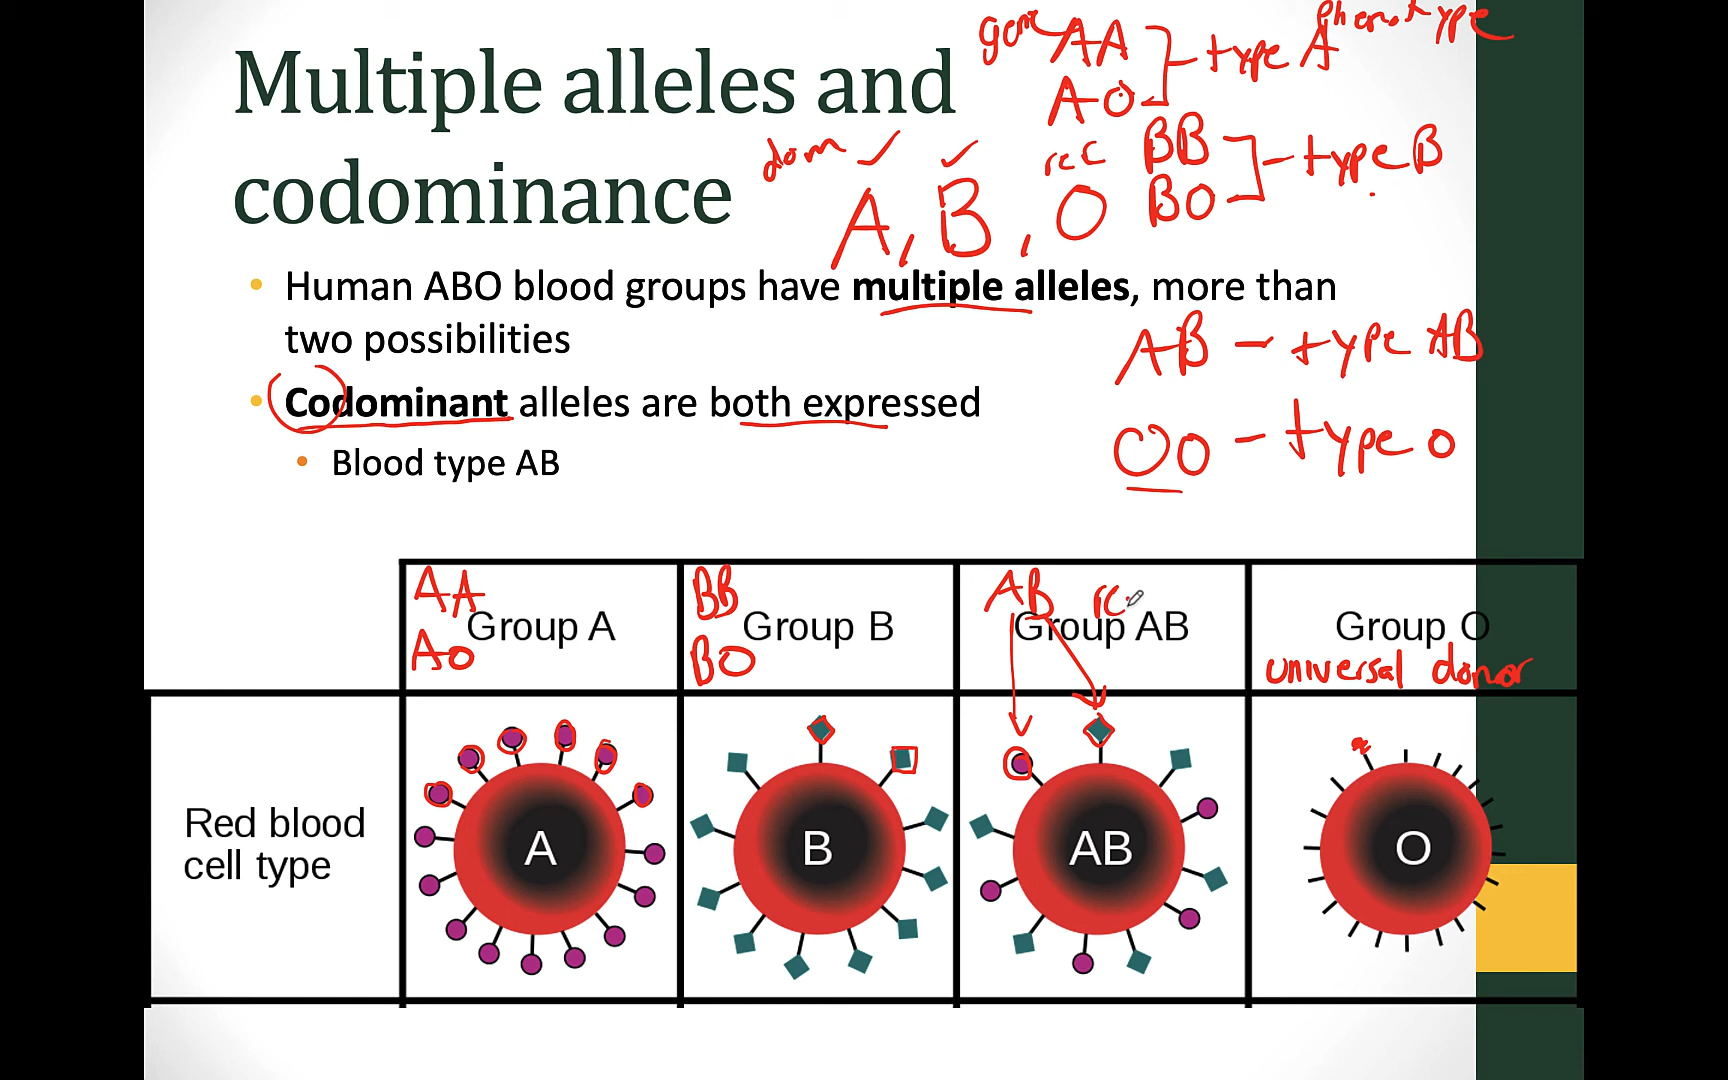 gene AA type A phenotype
AO
Multiple alleles and
codominance
dom ✓ ✓ rec BB type B
A, B, O BO
• Human ABO blood groups have multiple alleles, more than
two possibilities
AB – type AB
• Codominant alleles are both expressed
OO – type O
• Blood type AB
AA BB AB rec
Group A Group B Group AB Group O
AO BO universal donor
Red blood
cell type
A B AB O